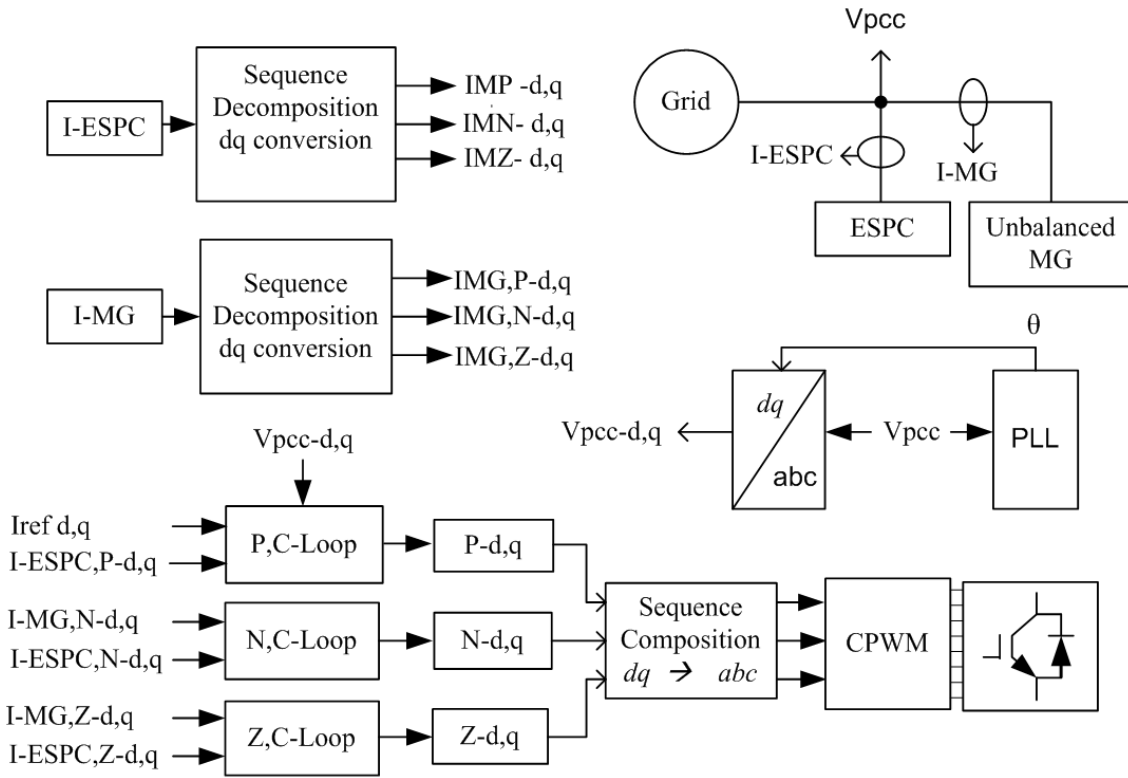 I-ESPC
Sequence
Decomposition
dq conversion
IMP -d,q
IMN- d,q
IMZ- d,q
Vpcc
Grid
I-ESPC
I-MG
ESPC
Unbalanced
MG
I-MG
Sequence
Decomposition
dq conversion
IMG,P-d,q
IMG,N-d,q
IMG,Z-d,q
θ
dq
abc
Vpcc-d,q
Vpcc
PLL
Vpcc-d,q
Iref d,q
I-ESPC,P-d,q
P,C-Loop
P-d,q
I-MG,N-d,q
I-ESPC,N-d,q
N,C-Loop
N-d,q
I-MG,Z-d,q
I-ESPC,Z-d,q
Z,C-Loop
Z-d,q
Sequence
Composition
dq → abc
CPWM